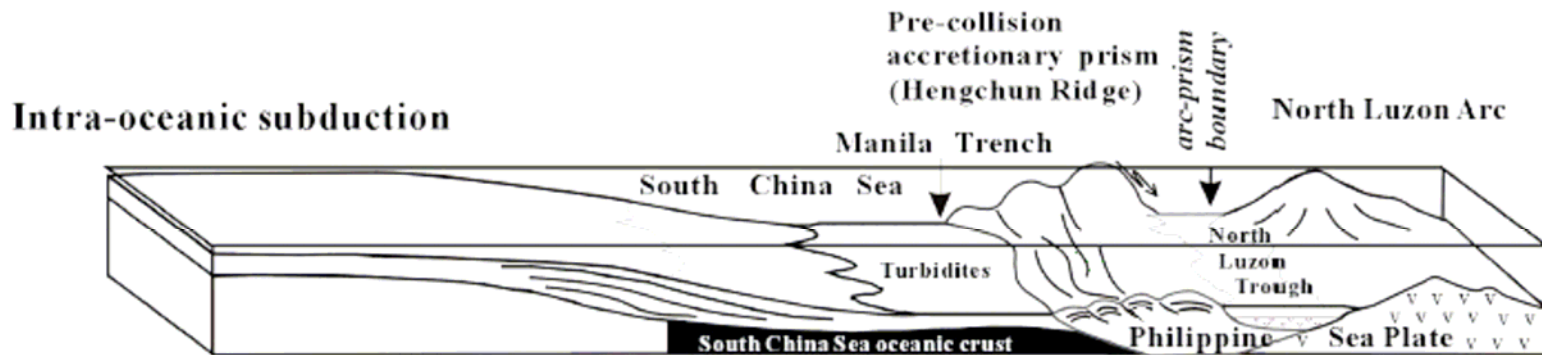 Pre-collision
accretionary prism
(Hengchun Ridge)
arc-prism
boundary
Intra-oceanic subduction
North Luzon Arc
Manila Trench
South China Sea
North
Luzon
Trough
Turbidites
South China Sea oceanic crust
Philippine Sea Plate
v v v v
v v v v
v v v v v